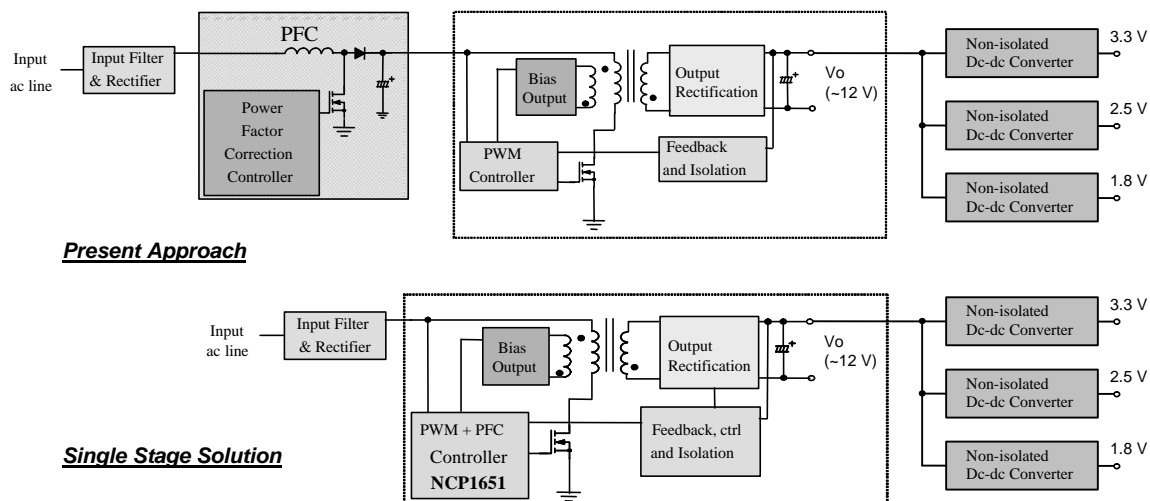 PFC
Input
ac line
Input Filter
& Rectifier
Power
Factor
Correction
Controller
Bias
Output
Output
Rectification
PWM
Controller
Feedback
and Isolation
Vo
(~12 V)
Non-isolated
Dc-dc Converter
3.3 V
Non-isolated
Dc-dc Converter
2.5 V
Non-isolated
Dc-dc Converter
1.8 V
Present Approach
Input
ac line
Input Filter
& Rectifier
Bias
Output
Output
Rectification
PWM + PFC
Controller
NCP1651
Feedback, ctrl
and Isolation
Vo
(~12 V)
Non-isolated
Dc-dc Converter
3.3 V
Non-isolated
Dc-dc Converter
2.5 V
Non-isolated
Dc-dc Converter
1.8 V
Single Stage Solution